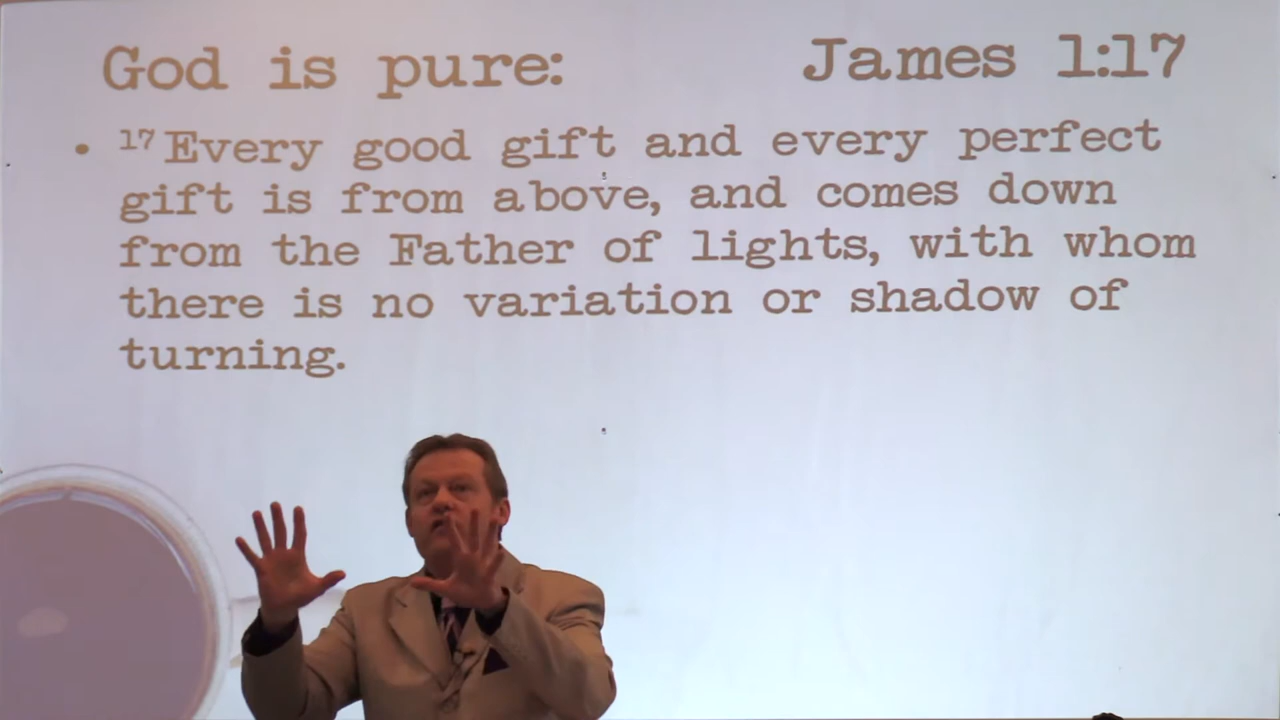 God is pure: James 1:17
• 17 Every good gift and every perfect
gift is from above, and comes down
from the Father of lights, with whom
there is no variation or shadow of
turning.